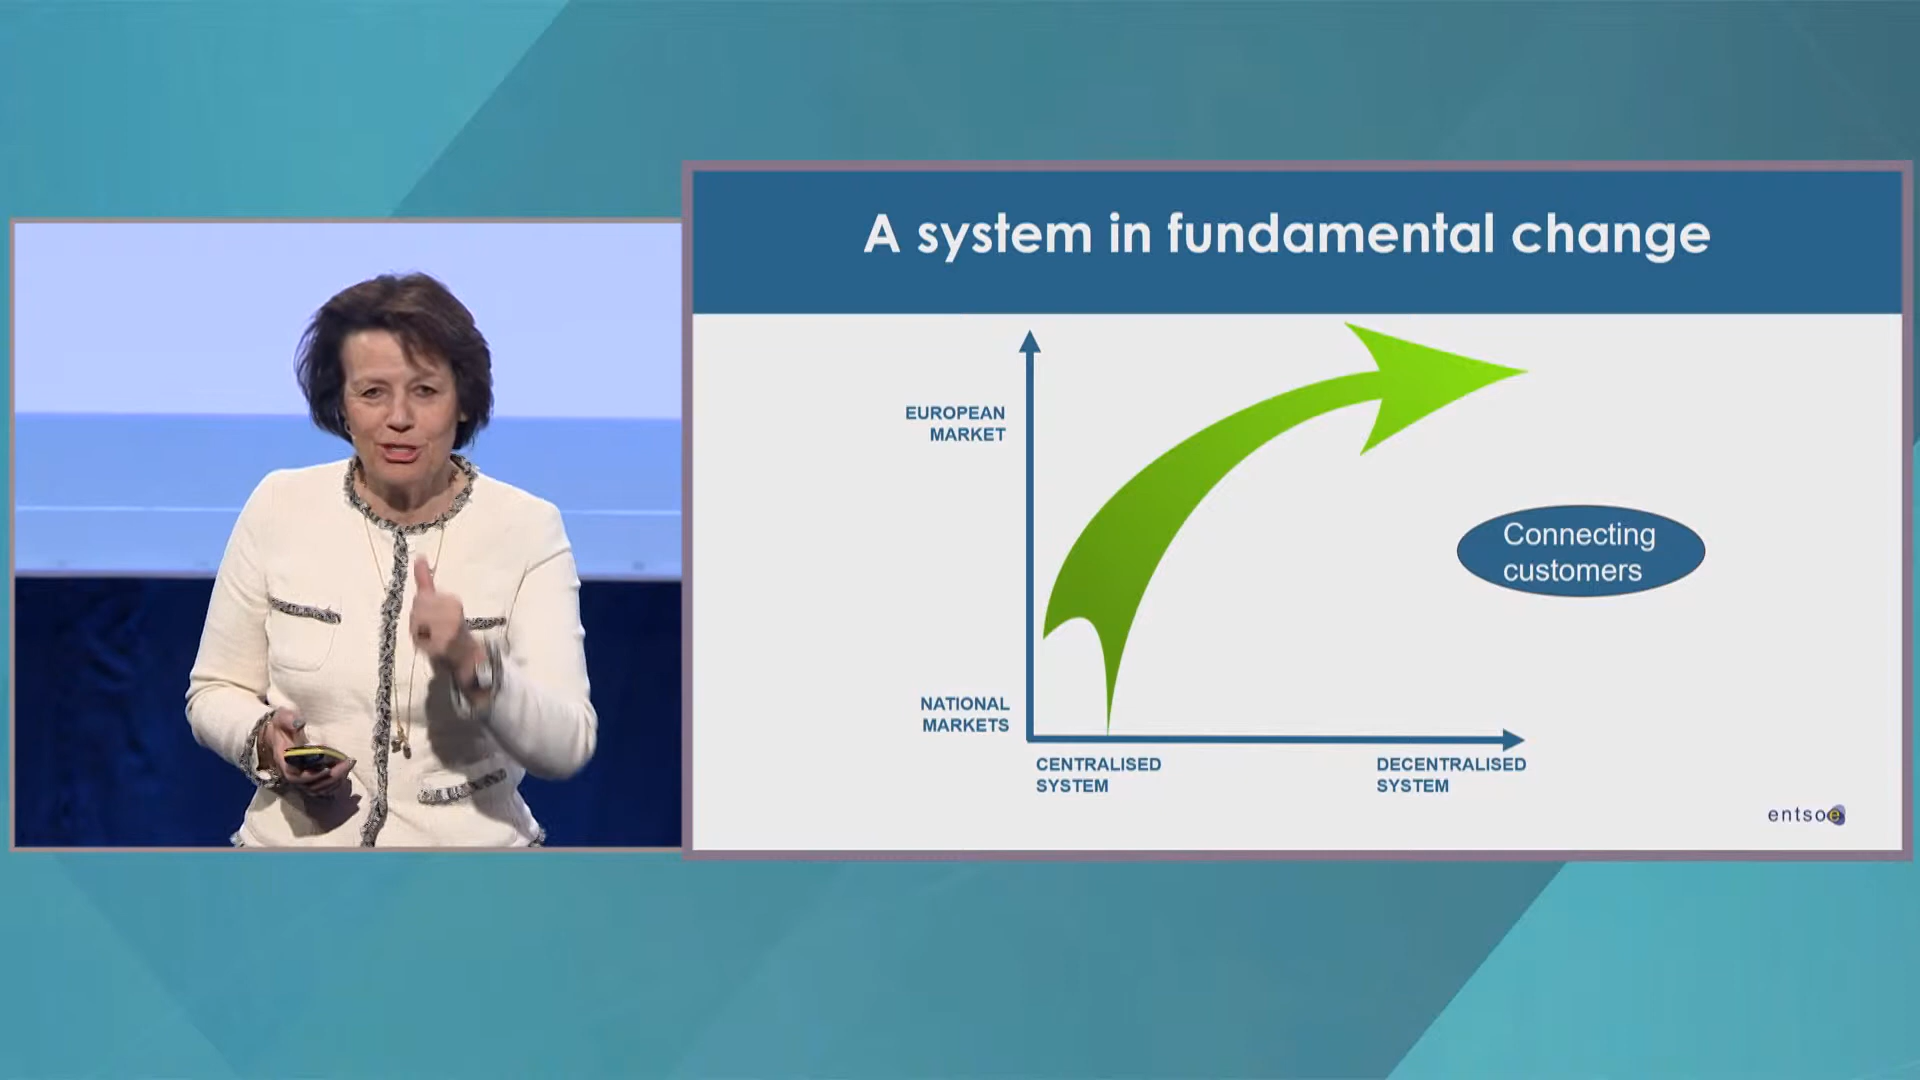 A system in fundamental change
EUROPEAN
MARKET
Connecting
customers
NATIONAL
MARKETS
CENTRALISED
SYSTEM
DECENTRALISED
SYSTEM
entsoe